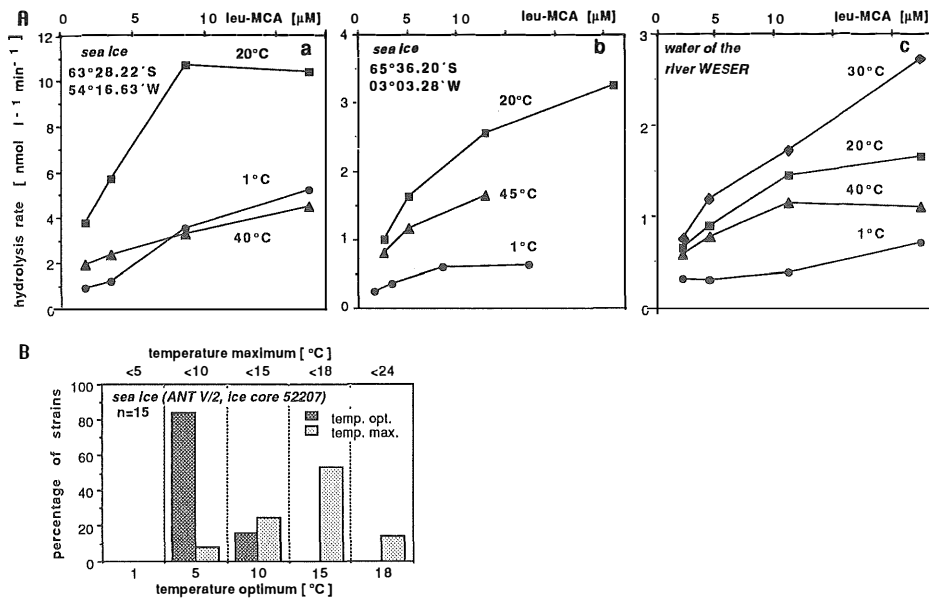 A
0 5 10 leu-MCA [µM]
hydrolysis rate [ nmol l⁻¹ min⁻¹ ]
12
10
8
6
4
2
0
sea Ice
63°28.22´S
54°16.63´W
a
20°C
1°C
40°C
0 5 10 leu-MCA [µM]
4
3
2
1
0
sea Ice
65°36.20´S
03°03.28´W
b
20°C
45°C
1°C
0 5 10 leu-MCA [µM]
3
2
1
0
water of the
river WESER
c
30°C
20°C
40°C
1°C
B
temperature maximum [°C]
<5 <10 <15 <18 <24
percentage of strains
100
80
60
40
20
0
sea Ice (ANT V/2, ice core 52207)
n=15
temp. opt.
temp. max.
1 5 10 15 18
temperature optimum [°C]